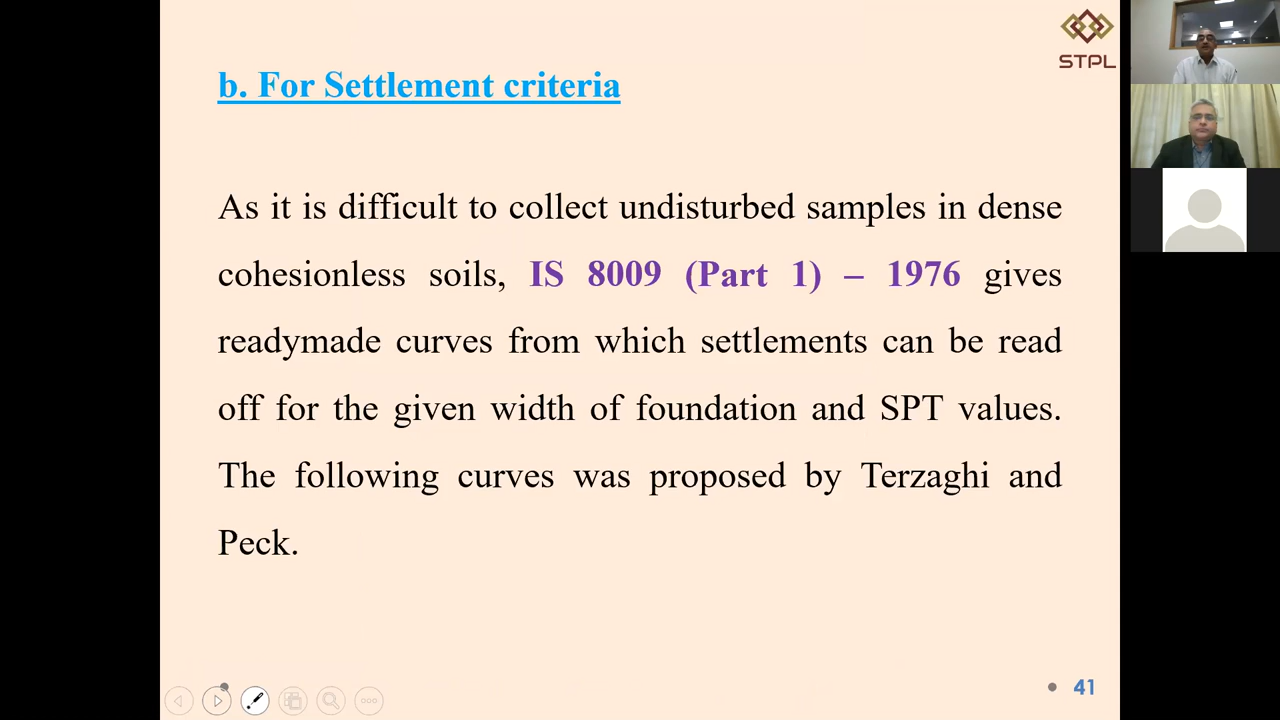 STPL
b. For Settlement criteria
As it is difficult to collect undisturbed samples in dense
cohesionless soils, IS 8009 (Part 1) – 1976 gives
readymade curves from which settlements can be read
off for the given width of foundation and SPT values.
The following curves was proposed by Terzaghi and
Peck.
41